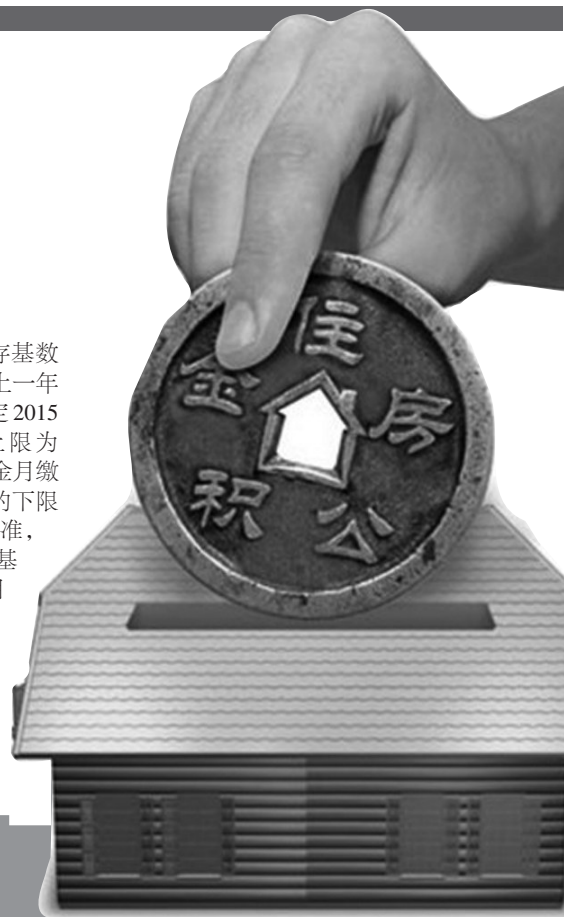 住房公积金
存基数
上一年
定2015
上限为
金月缴
的下限
准，
基